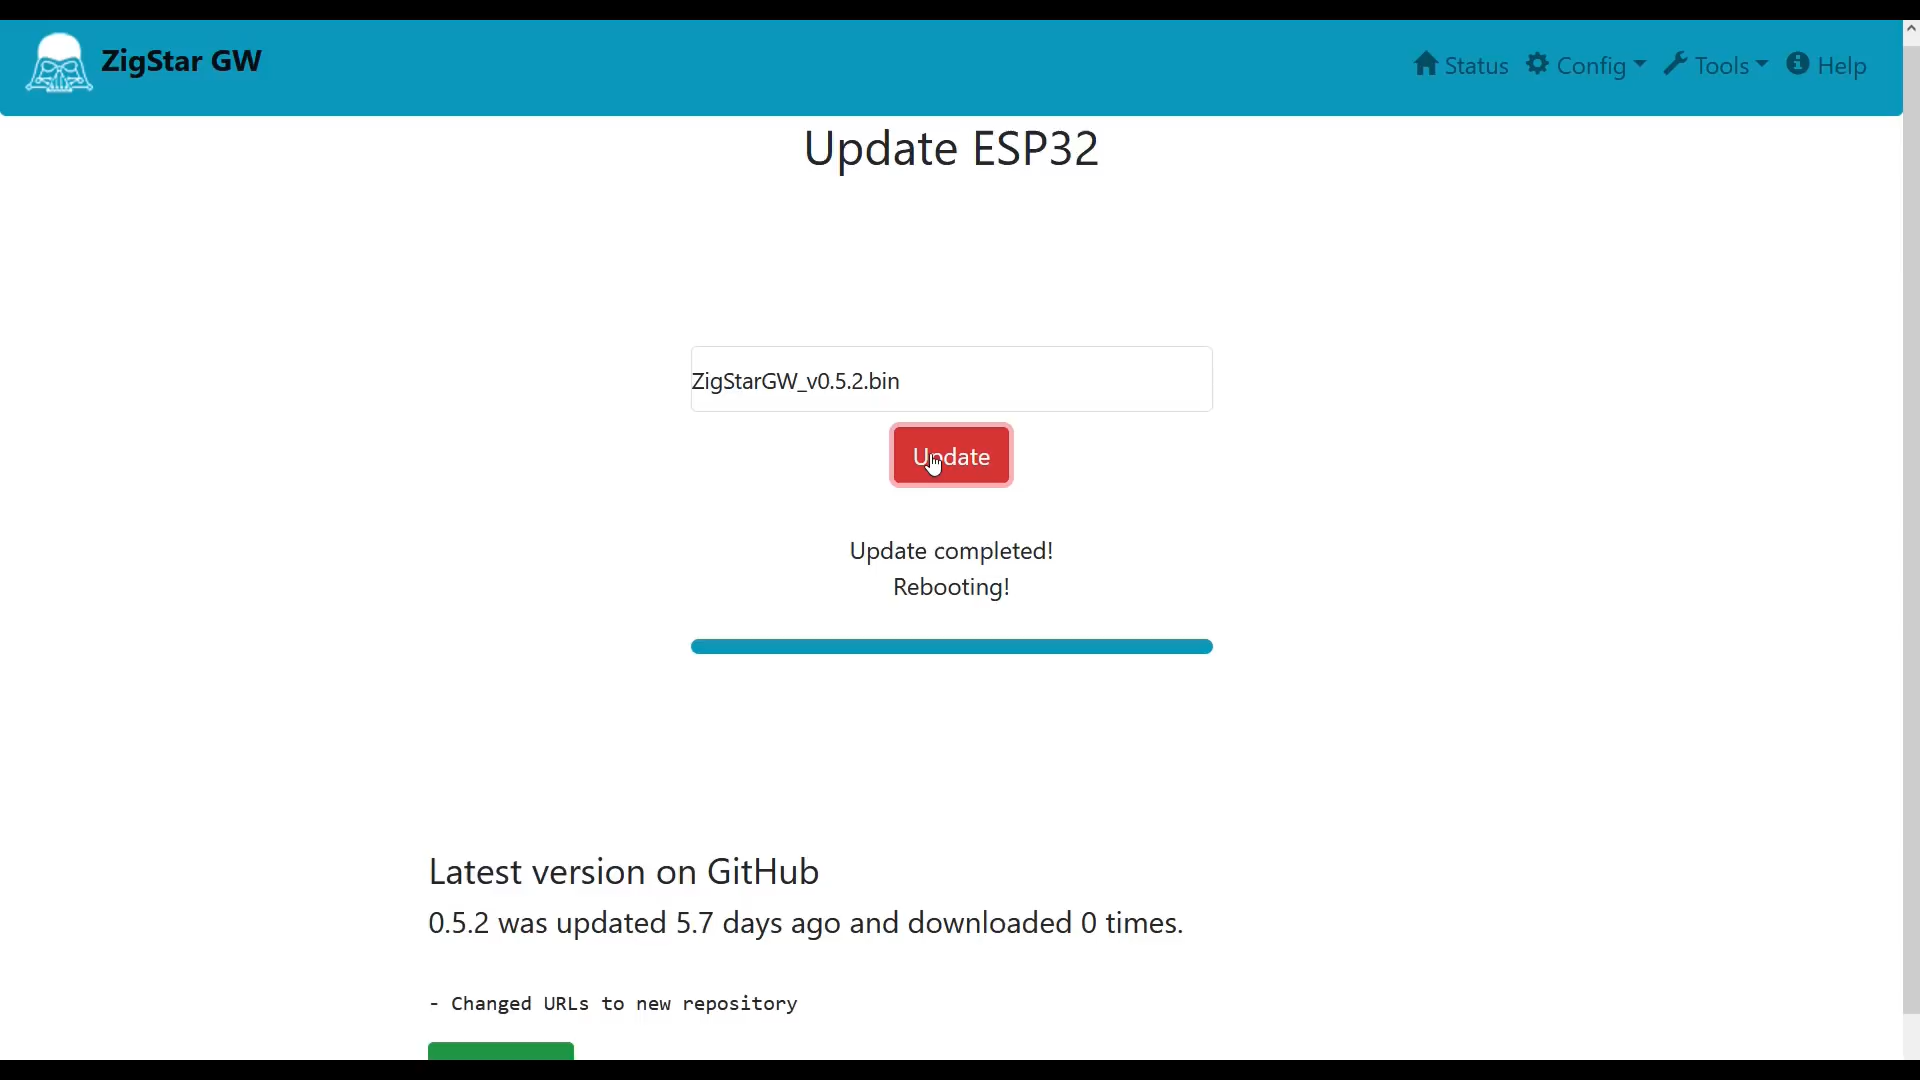 ZigStar GW
Status Config Tools Help
Update ESP32
ZigStarGW_v0.5.2.bin
Update
Update completed!
Rebooting!
Latest version on GitHub
0.5.2 was updated 5.7 days ago and downloaded 0 times.
- Changed URLs to new repository